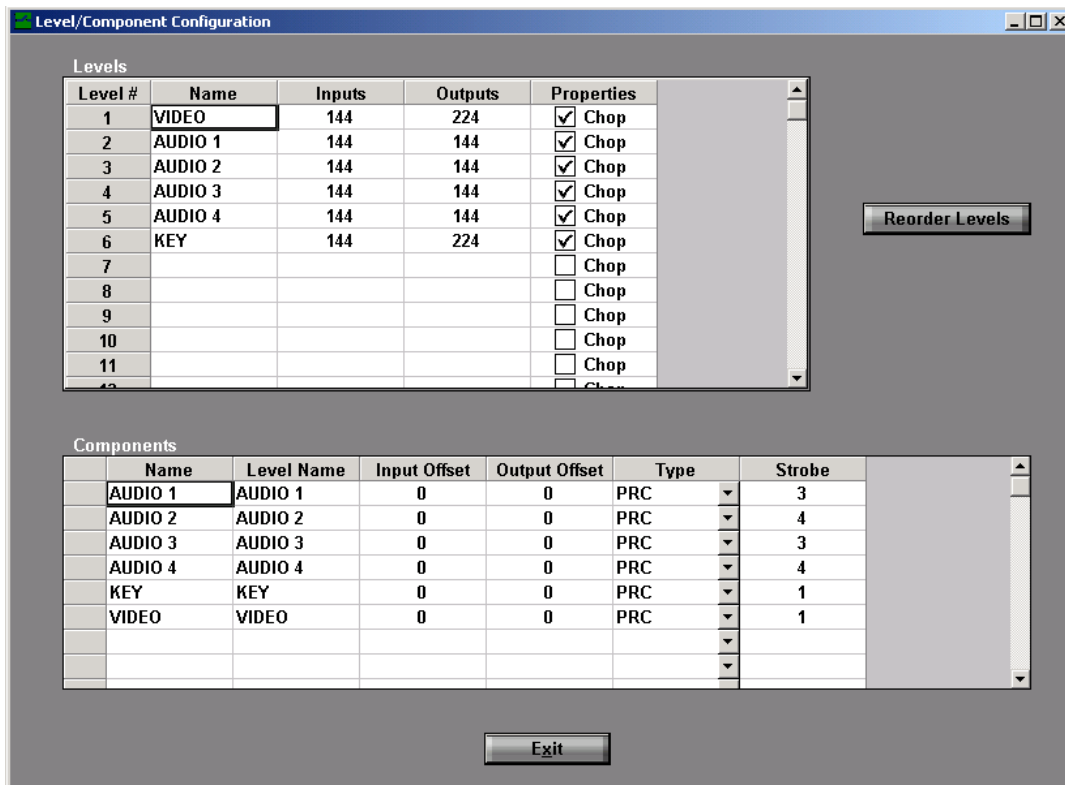 Level/Component Configuration
Levels
Level # Name Inputs Outputs Properties
1 VIDEO 144 224 Chop
2 AUDIO 1 144 144 Chop
3 AUDIO 2 144 144 Chop
4 AUDIO 3 144 144 Chop
5 AUDIO 4 144 144 Chop
6 KEY 144 224 Chop
7 Chop
8 Chop
9 Chop
10 Chop
11 Chop
Reorder Levels
Components
Name Level Name Input Offset Output Offset Type Strobe
AUDIO 1 AUDIO 1 0 0 PRC 3
AUDIO 2 AUDIO 2 0 0 PRC 4
AUDIO 3 AUDIO 3 0 0 PRC 3
AUDIO 4 AUDIO 4 0 0 PRC 4
KEY KEY 0 0 PRC 1
VIDEO VIDEO 0 0 PRC 1
Exit